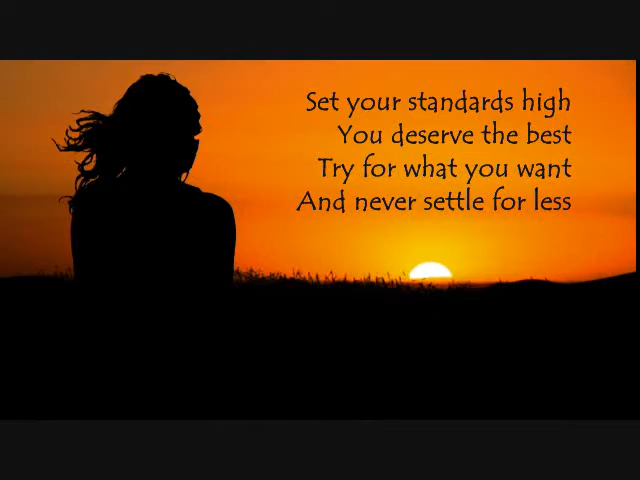 Set your standards high
You deserve the best
Try for what you want
And never settle for less